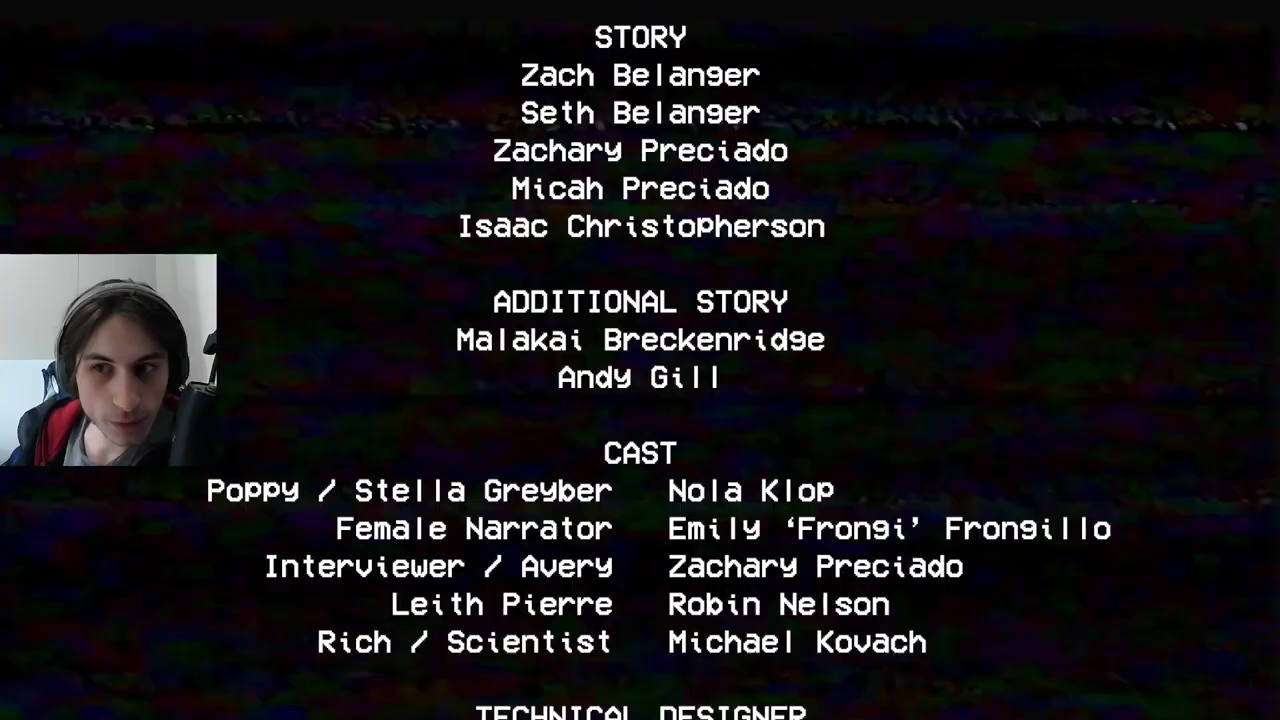 STORY
Zach Belanger
Seth Belanger
Zachary Preciado
Micah Preciado
Isaac Christopherson
ADDITIONAL STORY
Malakai Breckenridge
Andy Gill
CAST
Poppy / Stella Greyber Nola Klop
Female Narrator Emily ‘Frongi’ Frongillo
Interviewer / Avery Zachary Preciado
Leith Pierre Robin Nelson
Rich / Scientist Michael Kovach
TECHNICAL DESIGNER